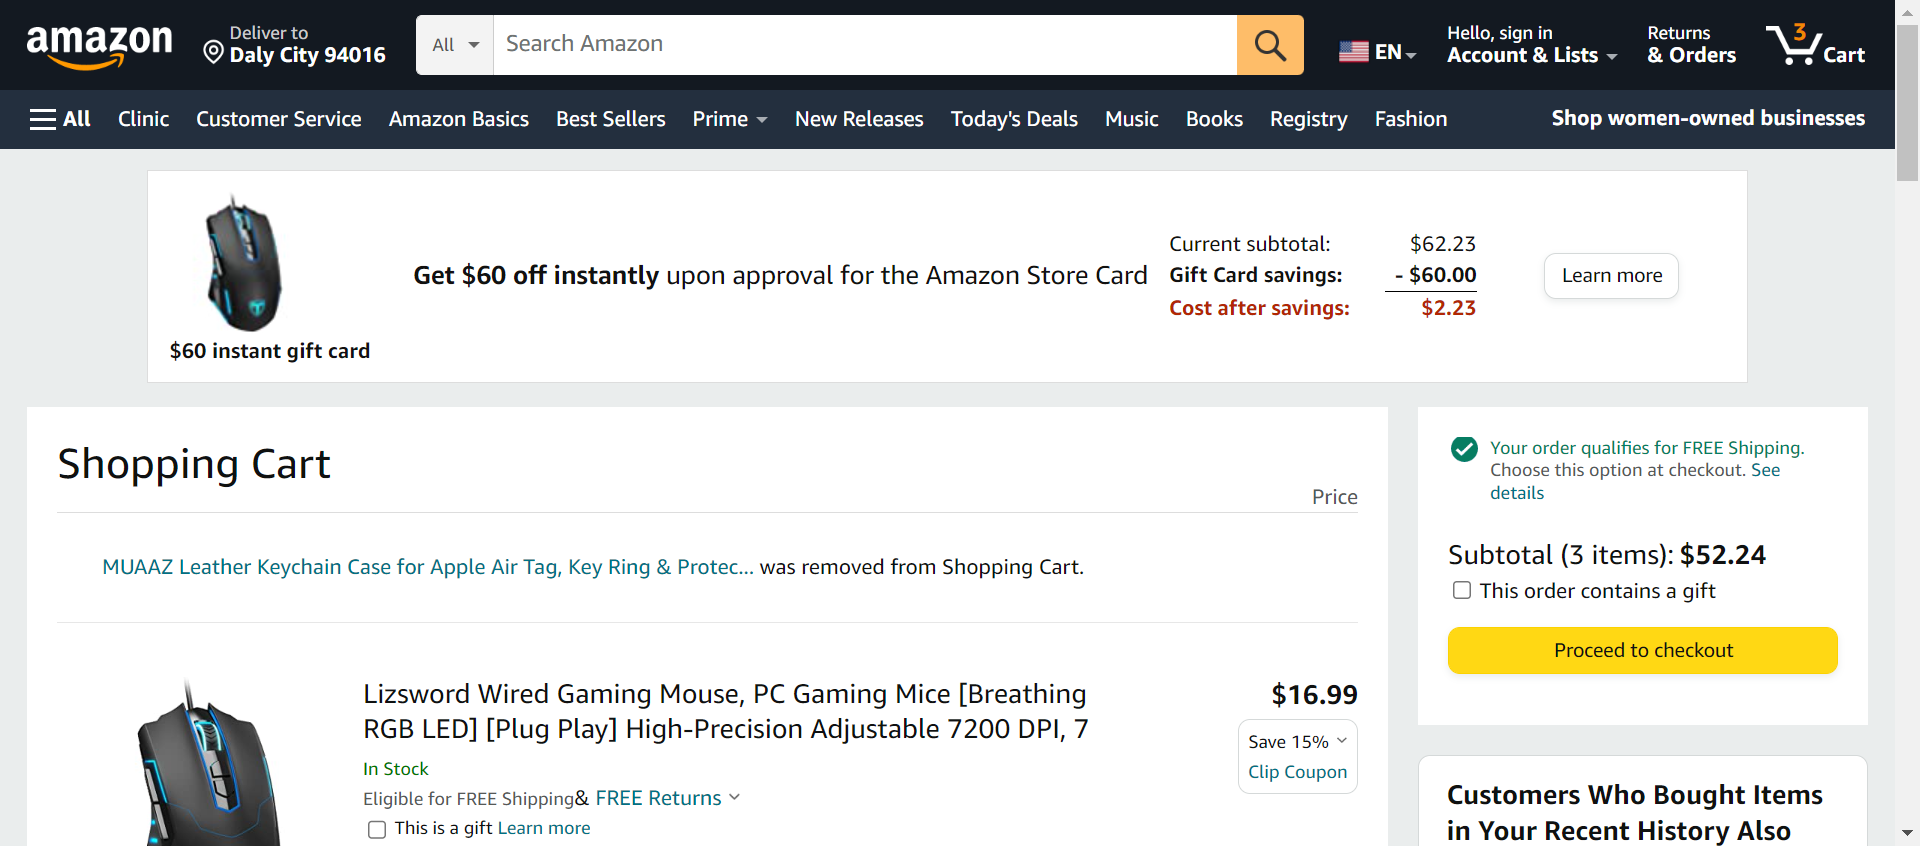 amazon
Deliver to
Daly City 94016
All
Search Amazon
EN
Hello, sign in
Account & Lists
Returns
& Orders
3
Cart
All
Clinic
Customer Service
Amazon Basics
Best Sellers
Prime
New Releases
Today's Deals
Music
Books
Registry
Fashion
Shop women-owned businesses
$60 instant gift card
Get $60 off instantly upon approval for the Amazon Store Card
Current subtotal: $62.23
Gift Card savings: - $60.00
Cost after savings: $2.23
Learn more
Shopping Cart
Price
MUAAZ Leather Keychain Case for Apple Air Tag, Key Ring & Protec... was removed from Shopping Cart.
Lizsword Wired Gaming Mouse, PC Gaming Mice [Breathing
RGB LED] [Plug Play] High-Precision Adjustable 7200 DPI, 7
In Stock
Eligible for FREE Shipping& FREE Returns
This is a gift Learn more
$16.99
Save 15%
Clip Coupon
Your order qualifies for FREE Shipping.
Choose this option at checkout. See
details
Subtotal (3 items): $52.24
This order contains a gift
Proceed to checkout
Customers Who Bought Items
in Your Recent History Also